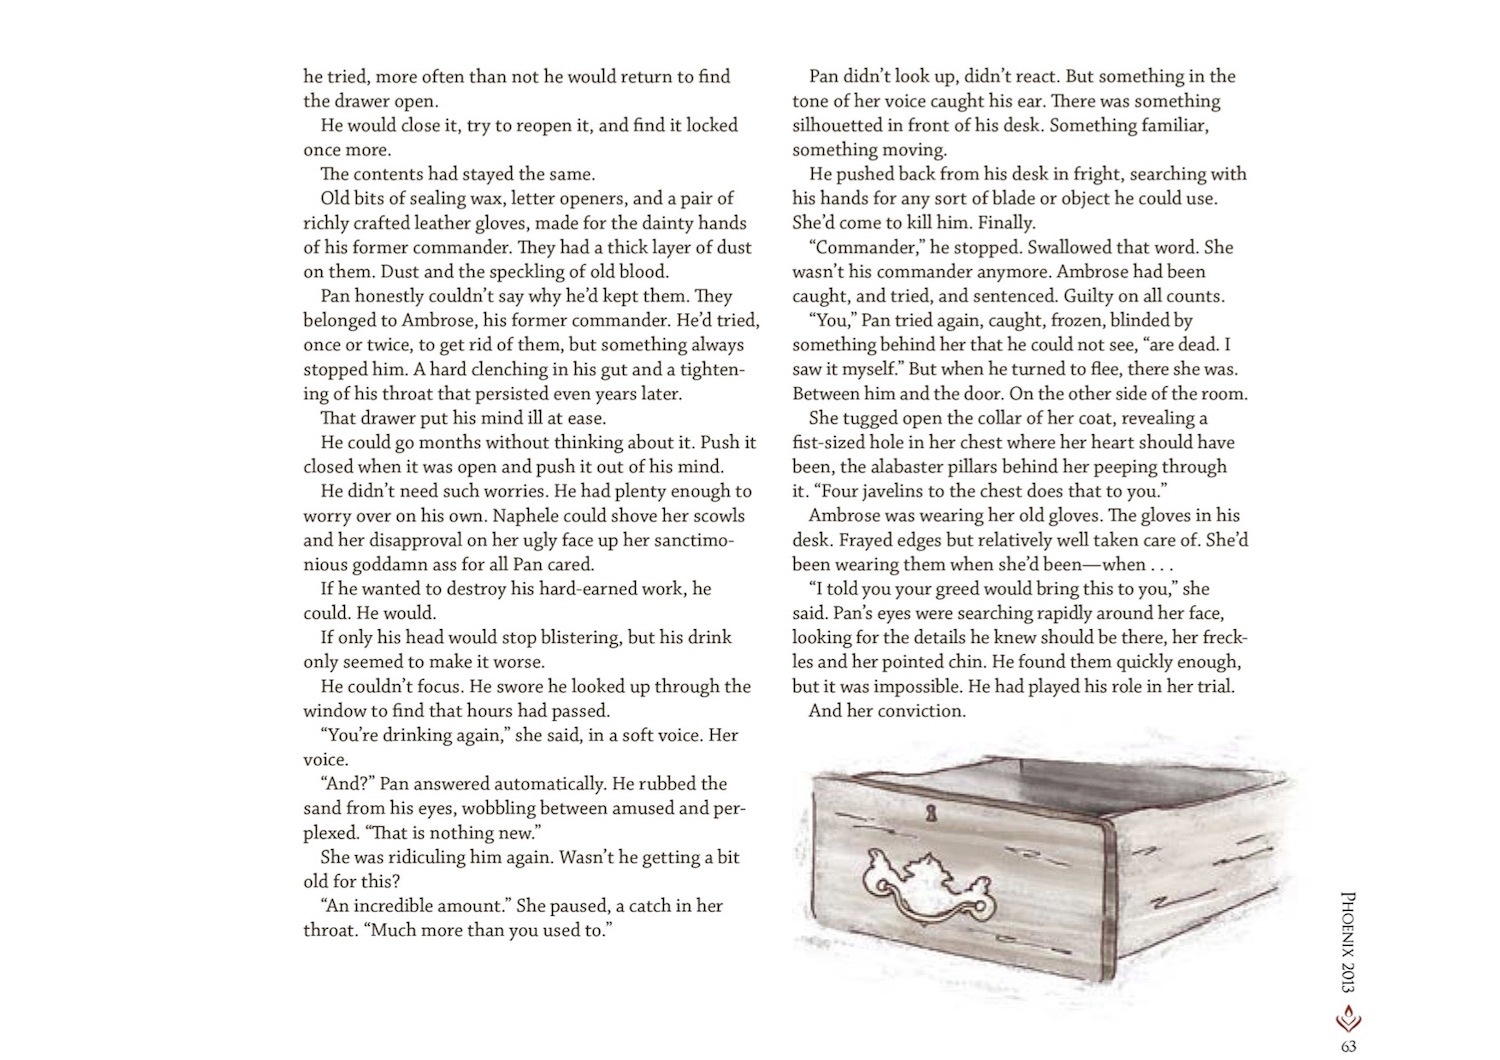 he tried, more often than not he would return to find
the drawer open.
He would close it, try to reopen it, and find it locked
once more.
The contents had stayed the same.
Old bits of sealing wax, letter openers, and a pair of
richly crafted leather gloves, made for the dainty hands
of his former commander. They had a thick layer of dust
on them. Dust and the speckling of old blood.
Pan honestly couldn’t say why he’d kept them. They
belonged to Ambrose, his former commander. He’d tried,
once or twice, to get rid of them, but something always
stopped him. A hard clenching in his gut and a tighten-
ing of his throat that persisted even years later.
That drawer put his mind ill at ease.
He could go months without thinking about it. Push it
closed when it was open and push it out of his mind.
He didn’t need such worries. He had plenty enough to
worry over on his own. Naphele could shove her scowls
and her disapproval on her ugly face up her sanctimo-
nious goddamn ass for all Pan cared.
If he wanted to destroy his hard-earned work, he
could. He would.
If only his head would stop blistering, but his drink
only seemed to make it worse.
He couldn’t focus. He swore he looked up through the
window to find that hours had passed.
“You’re drinking again,” she said, in a soft voice. Her
voice.
“And?” Pan answered automatically. He rubbed the
sand from his eyes, wobbling between amused and per-
plexed. “That is nothing new.”
She was ridiculing him again. Wasn’t he getting a bit
old for this?
“An incredible amount.” She paused, a catch in her
throat. “Much more than you used to.”
Pan didn’t look up, didn’t react. But something in the
tone of her voice caught his ear. There was something
silhouetted in front of his desk. Something familiar,
something moving.
He pushed back from his desk in fright, searching with
his hands for any sort of blade or object he could use.
She’d come to kill him. Finally.
“Commander,” he stopped. Swallowed that word. She
wasn’t his commander anymore. Ambrose had been
caught, and tried, and sentenced. Guilty on all counts.
“You,” Pan tried again, caught, frozen, blinded by
something behind her that he could not see, “are dead. I
saw it myself.” But when he turned to flee, there she was.
Between him and the door. On the other side of the room.
She tugged open the collar of her coat, revealing a
fist-sized hole in her chest where her heart should have
been, the alabaster pillars behind her peeping through
it. “Four javelins to the chest does that to you.”
Ambrose was wearing her old gloves. The gloves in his
desk. Frayed edges but relatively well taken care of. She’d
been wearing them when she’d been—when . . .
“I told you your greed would bring this to you,” she
said. Pan’s eyes were searching rapidly around her face,
looking for the details he knew should be there, her freck-
les and her pointed chin. He found them quickly enough,
but it was impossible. He had played his role in her trial.
And her conviction.
Phoenix 2013
63